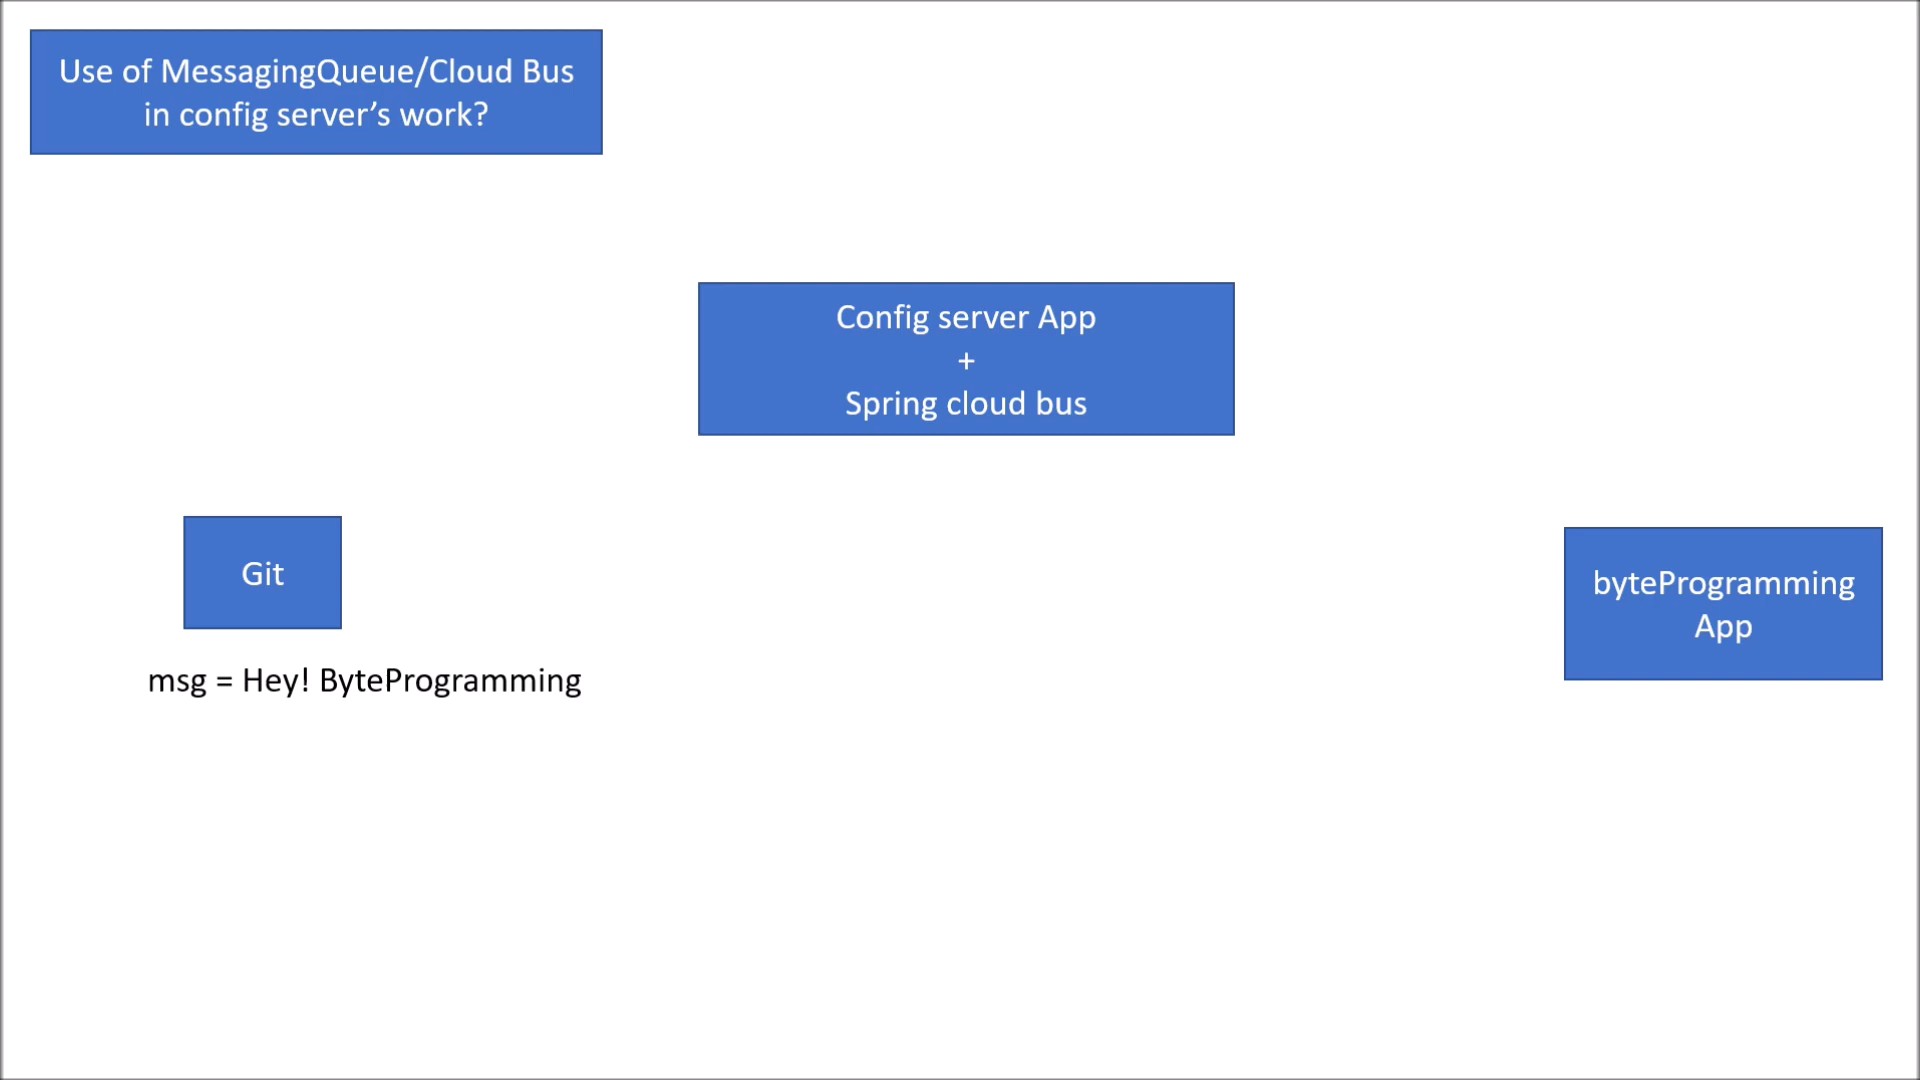 Use of MessagingQueue/Cloud Bus
in config server’s work?
Config server App
+
Spring cloud bus
Git
msg = Hey! ByteProgramming
byteProgramming
App